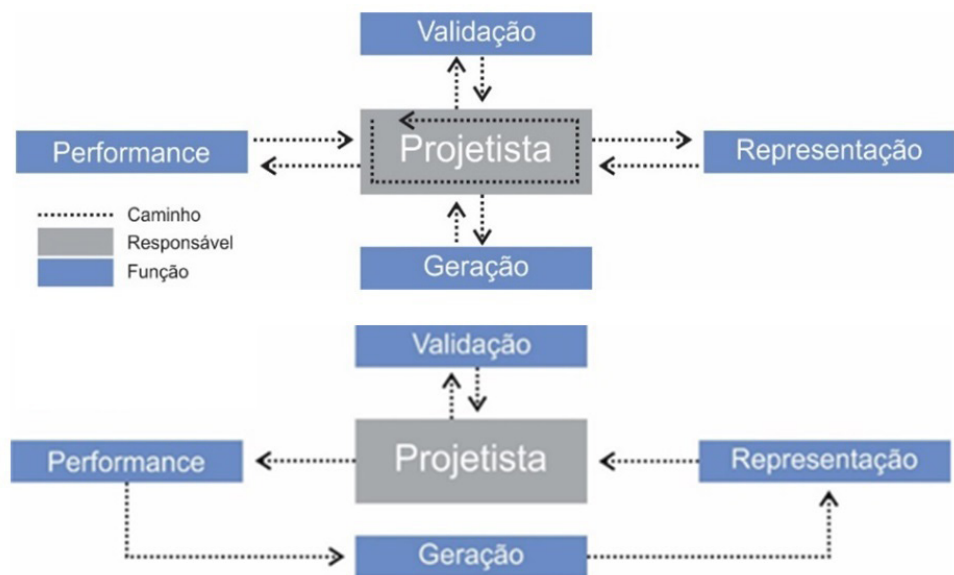 Validação
Performance
Projetista
Representação
Caminho
Responsável
Função
Geração
Validação
Performance
Projetista
Representação
Geração